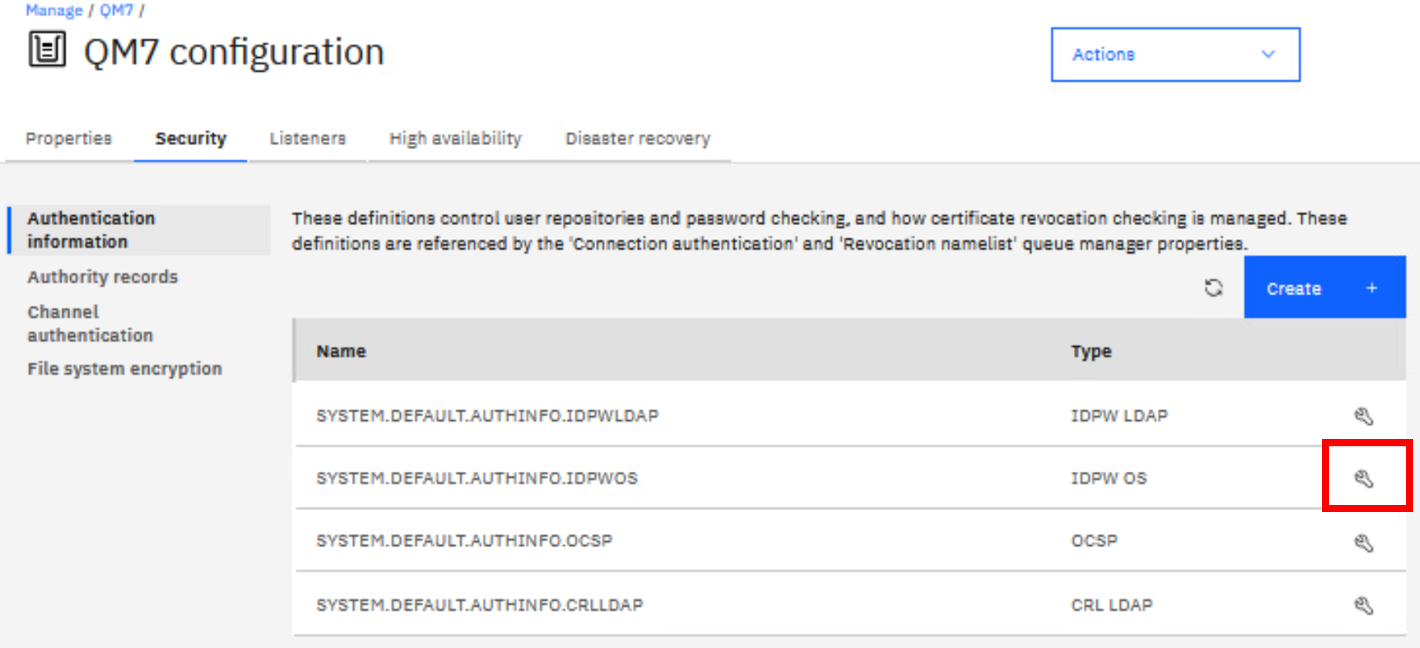 Manage / QM7 /
QM7 configuration
Actions
Properties Security Listeners High availability Disaster recovery
Authentication
information
Authority records
Channel
authentication
File system encryption
These definitions control user repositories and password checking, and how certificate revocation checking is managed. These
definitions are referenced by the 'Connection authentication' and 'Revocation namelist' queue manager properties.
Create +
Name Type
SYSTEM.DEFAULT.AUTHINFO.IDPWLDAP IDPW LDAP
SYSTEM.DEFAULT.AUTHINFO.IDPWOS IDPW OS
SYSTEM.DEFAULT.AUTHINFO.OCSP OCSP
SYSTEM.DEFAULT.AUTHINFO.CRLLDAP CRL LDAP